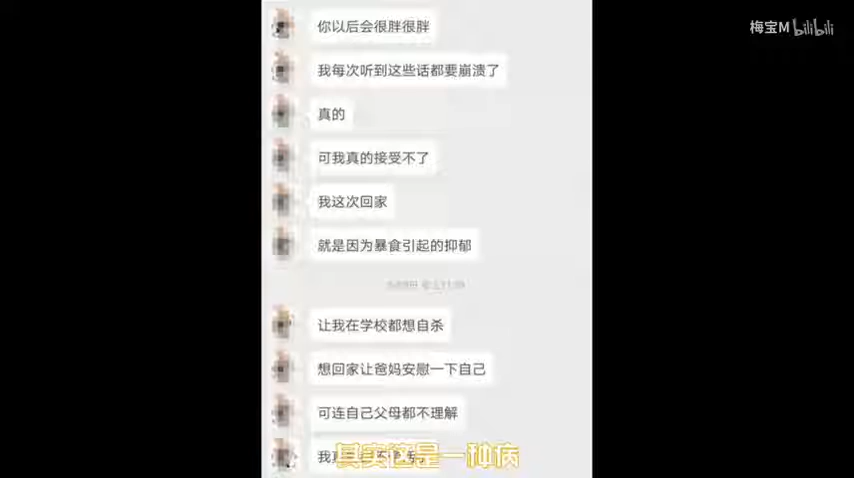 梅宝M bilibili
你以后会很胖很胖
我每次听到这些话都要崩溃了
真的
可我真的接受不了
我这次回家
就是因为暴食引起的抑郁
让我在学校都想自杀
想回家让爸妈安慰一下自己
可连自己父母都不理解
我真
其实这是一种病